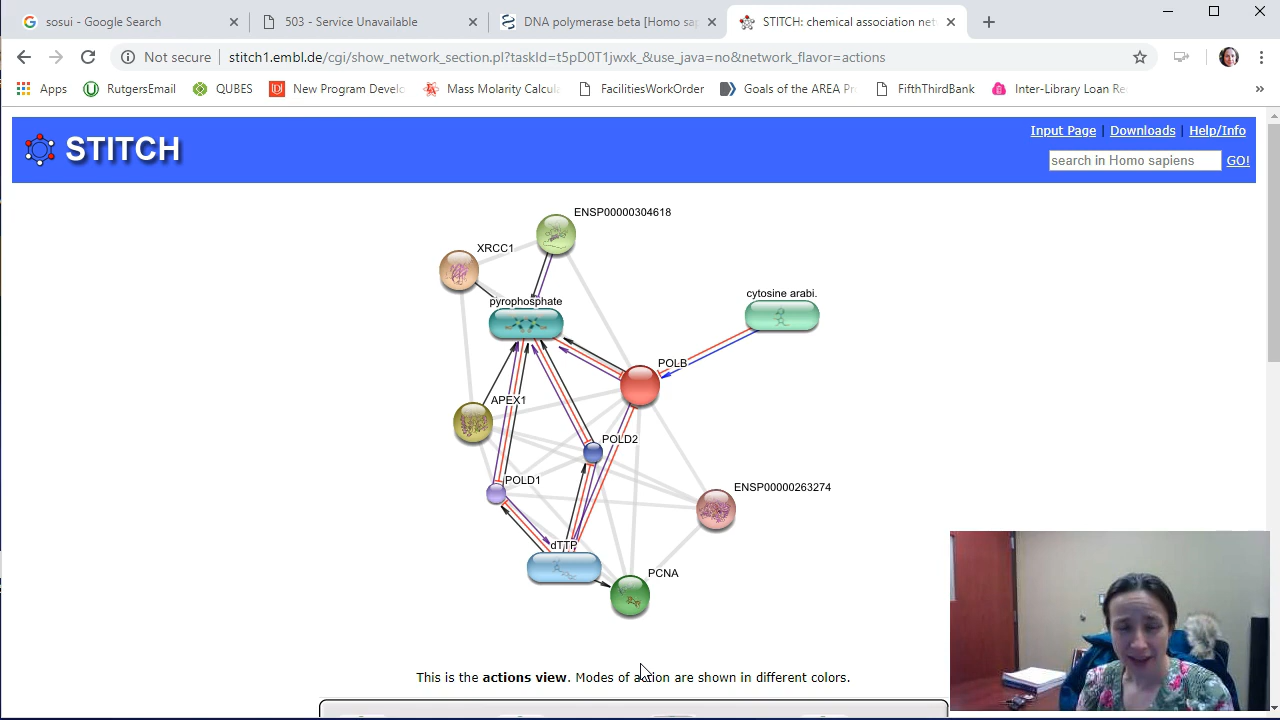 sosui - Google Search
503 - Service Unavailable
DNA polymerase beta [Homo sa
STITCH: chemical association net
Not secure
stitch1.embl.de/cgi/show_network_section.pl?taskId=t5pD0T1jwxk_&use_java=no&network_flavor=actions
Apps
RutgersEmail
QUBES
New Program Develo
Mass Molarity Calcula
FacilitiesWorkOrder
Goals of the AREA Pr
FifthThirdBank
Inter-Library Loan Re
»
STITCH
Input Page | Downloads | Help/Info
search in Homo sapiens GO!
ENSP00000304618
XRCC1
pyrophosphate
cytosine arabi.
POLB
APEX1
POLD2
POLD1
ENSP00000263274
dTTP
PCNA
This is the actions view. Modes of action are shown in different colors.